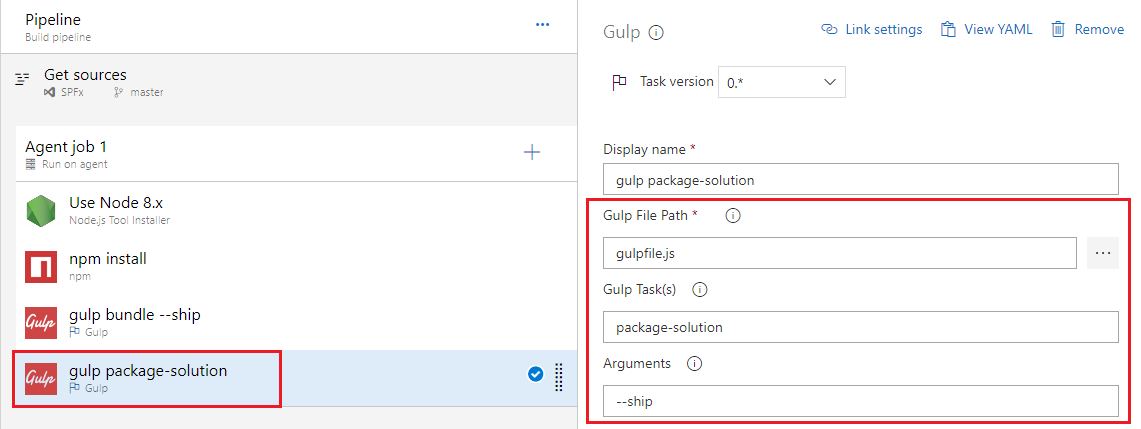 Pipeline
Build pipeline
Get sources
SPFx master
Agent job 1
Run on agent
Use Node 8.x
Node.js Tool Installer
npm install
npm
Gulp
gulp bundle --ship
Gulp
Gulp
gulp package-solution
Gulp
Gulp
Link settings
View YAML
Remove
Task version
0.*
Display name *
gulp package-solution
Gulp File Path *
gulpfile.js
...
Gulp Task(s)
package-solution
Arguments
--ship